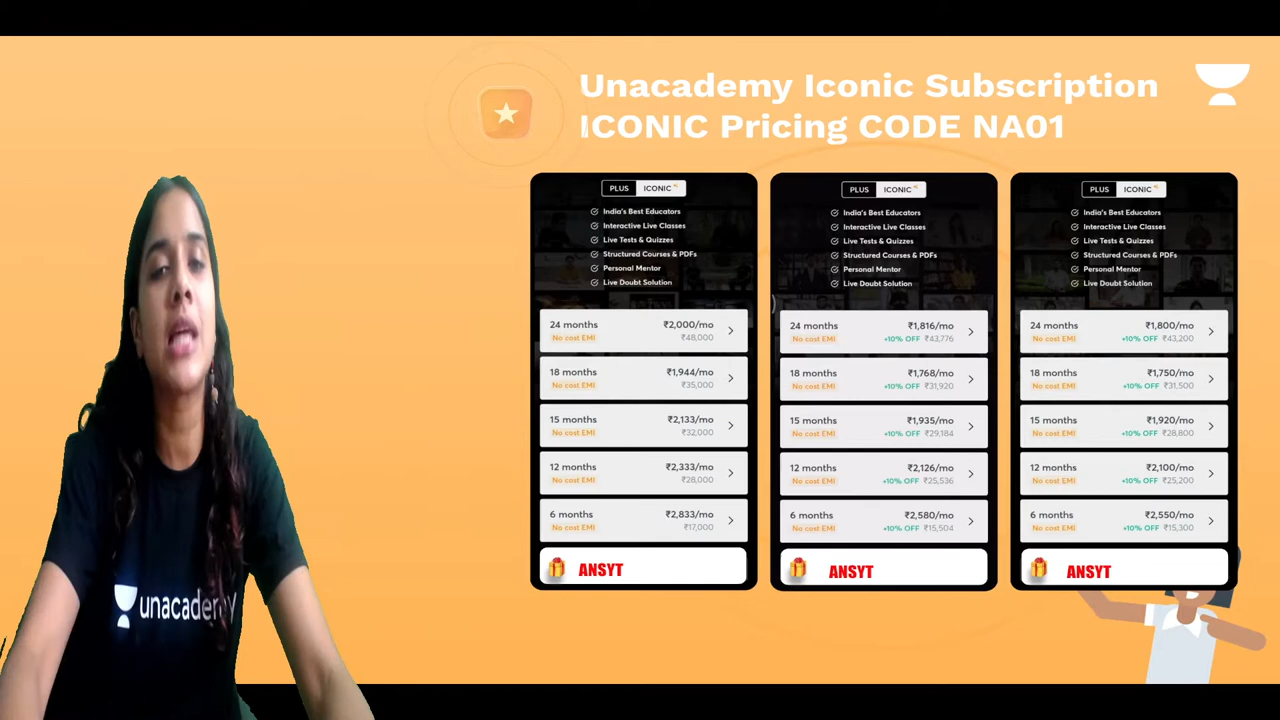 Unacademy Iconic Subscription
ICONIC Pricing CODE NA01
PLUS ICONIC
India's Best Educators
Interactive Live Classes
Live Tests & Quizzes
Structured Courses & PDFs
Personal Mentor
Live Doubt Solution
24 months ₹2,000/mo
No cost EMI ₹48,000
18 months ₹1,944/mo
No cost EMI ₹35,000
15 months ₹2,133/mo
No cost EMI ₹32,000
12 months ₹2,333/mo
No cost EMI ₹28,000
6 months ₹2,833/mo
No cost EMI ₹17,000
ANSYT
PLUS ICONIC
India's Best Educators
Interactive Live Classes
Live Tests & Quizzes
Structured Courses & PDFs
Personal Mentor
Live Doubt Solution
24 months ₹1,816/mo
No cost EMI +10% OFF ₹43,776
18 months ₹1,768/mo
No cost EMI +10% OFF ₹31,920
15 months ₹1,935/mo
No cost EMI +10% OFF ₹29,184
12 months ₹2,126/mo
No cost EMI +10% OFF ₹25,536
6 months ₹2,580/mo
No cost EMI +10% OFF ₹15,504
ANSYT
PLUS ICONIC
India's Best Educators
Interactive Live Classes
Live Tests & Quizzes
Structured Courses & PDFs
Personal Mentor
Live Doubt Solution
24 months ₹1,800/mo
No cost EMI +10% OFF ₹43,200
18 months ₹1,750/mo
No cost EMI +10% OFF ₹31,500
15 months ₹1,920/mo
No cost EMI +10% OFF ₹28,800
12 months ₹2,100/mo
No cost EMI +10% OFF ₹25,200
6 months ₹2,550/mo
No cost EMI +10% OFF ₹15,300
ANSYT
unacademy